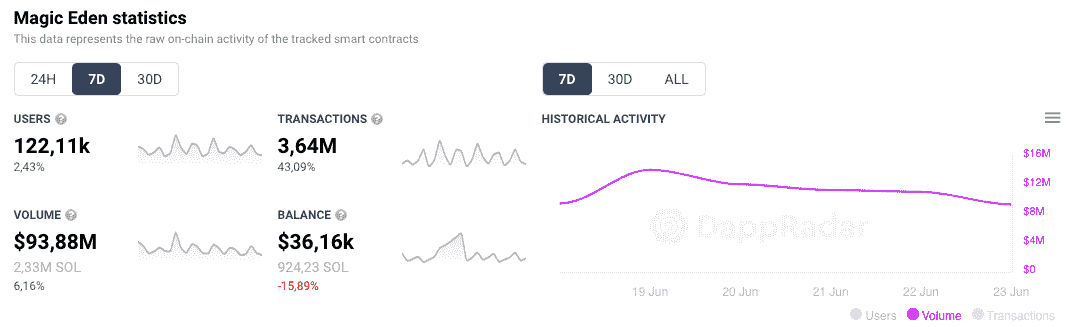 Magic Eden statistics
This data represents the raw on-chain activity of the tracked smart contracts
24H 7D 30D
7D 30D ALL
USERS ?
122,11k
2,43%
TRANSACTIONS ?
3,64M
43,09%
VOLUME ?
$93,88M
2,33M SOL
6,16%
BALANCE ?
$36,16k
924,23 SOL
-15,89%
HISTORICAL ACTIVITY
$16M
$12M
$8M
$4M
$0
DappRadar
19 Jun 20 Jun 21 Jun 22 Jun 23 Jun
Users Volume Transactions